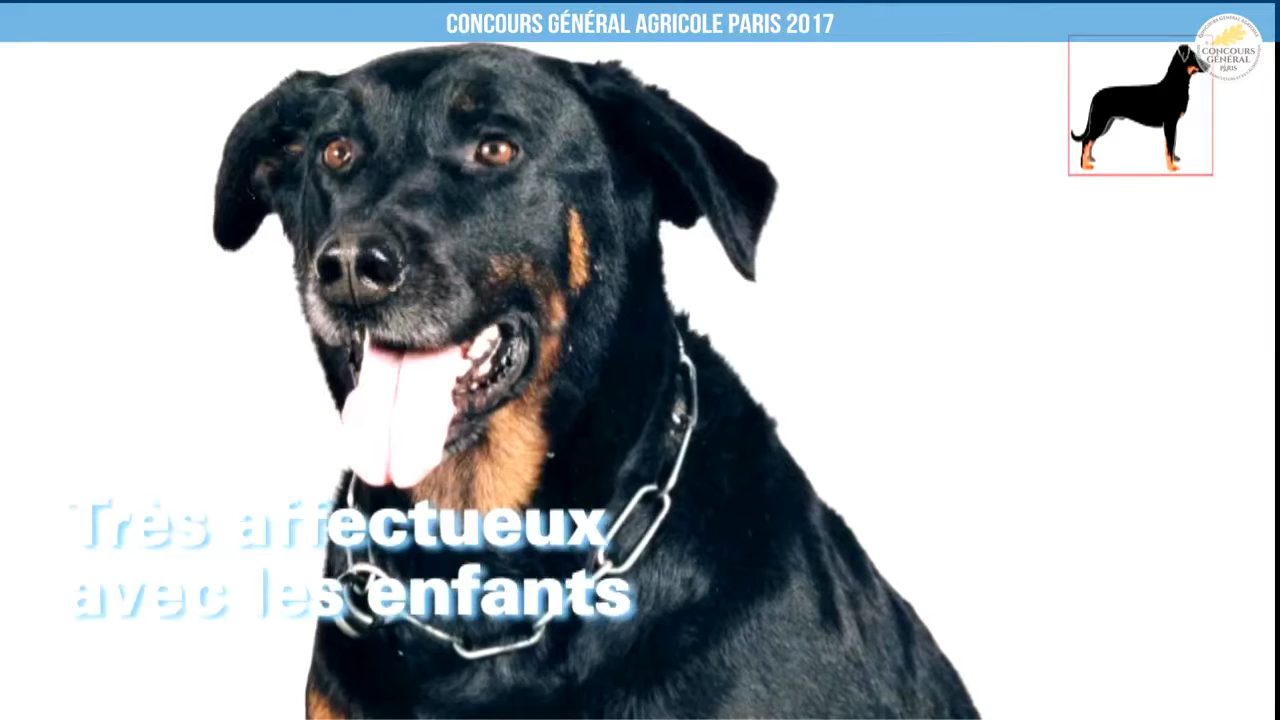 CONCOURS GÉNÉRAL AGRICOLE PARIS 2017
CONCOURS
GÉNÉRAL
PARIS
Très affectueux
avec les enfants